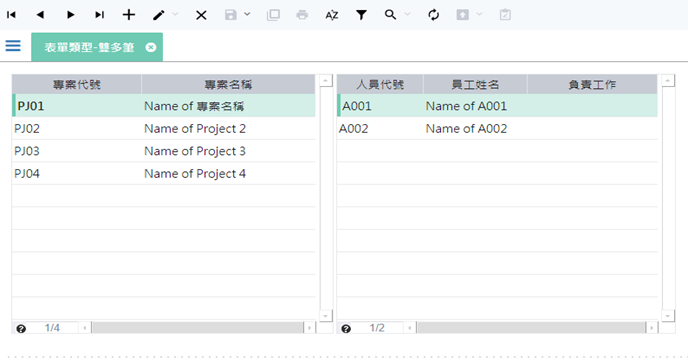 表單類型-雙多筆
專案代號 專案名稱 人員代號 員工姓名 負責工作
PJ01 Name of 專案名稱 A001 Name of A001
PJ02 Name of Project 2 A002 Name of A002
PJ03 Name of Project 3
PJ04 Name of Project 4
1/4 1/2